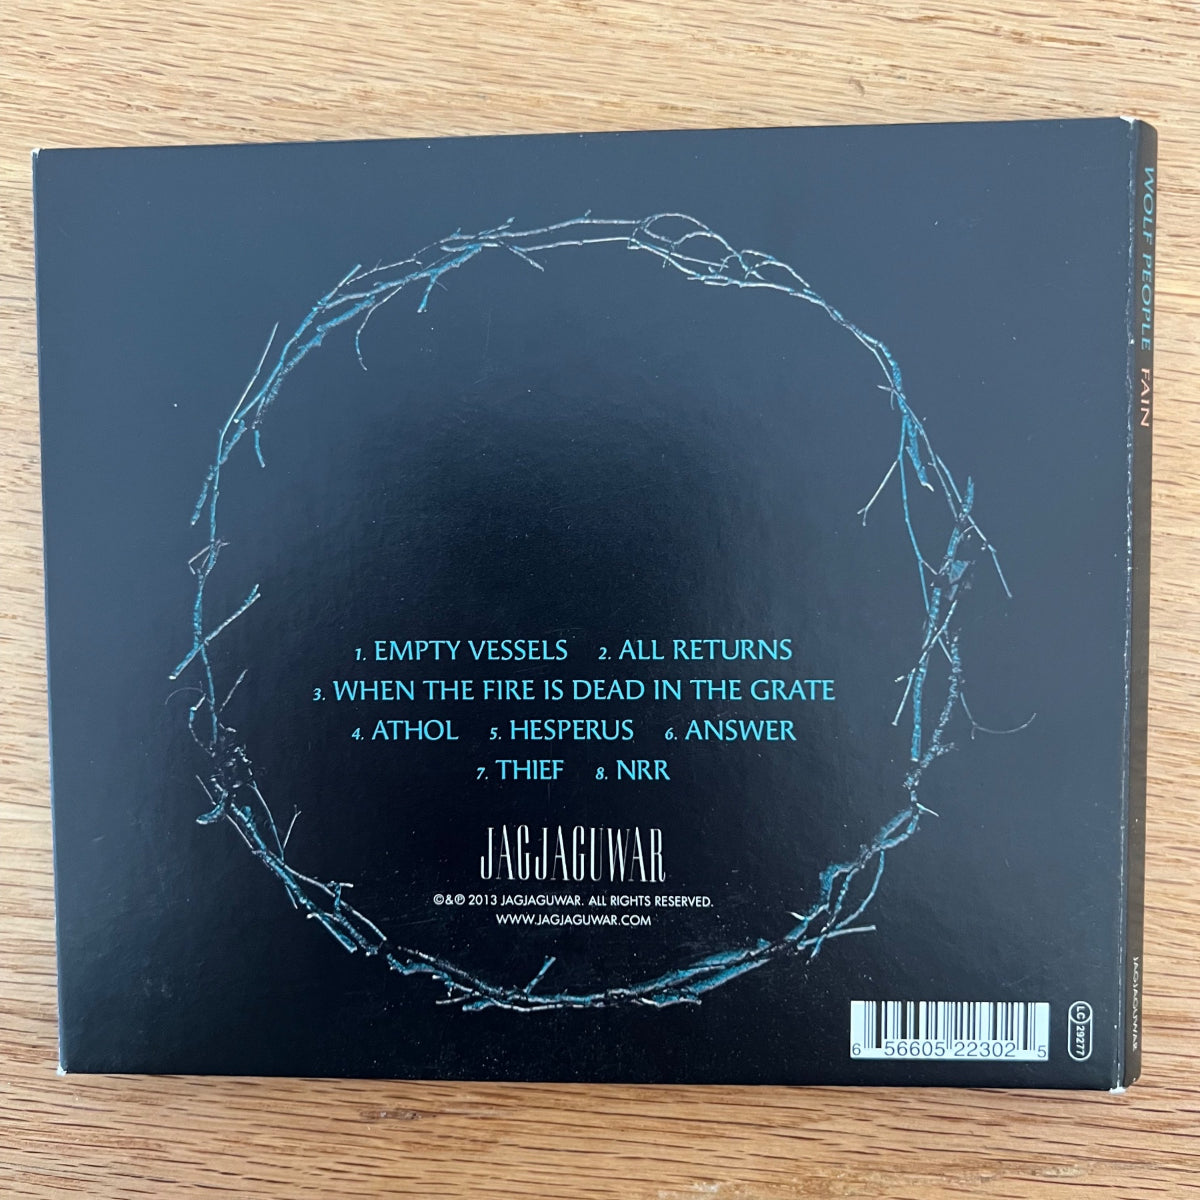 1. EMPTY VESSELS 2. ALL RETURNS
3. WHEN THE FIRE IS DEAD IN THE GRATE
4. ATHOL 5. HESPERUS 6. ANSWER
7. THIEF 8. NRR
JAGJAGUWAR
©&℗ 2013 JAGJAGUWAR. ALL RIGHTS RESERVED.
WWW.JAGJAGUWAR.COM
6 56605 22302 5
LC 29277
WOLF PEOPLE FAIN
JAGJAGUWAR